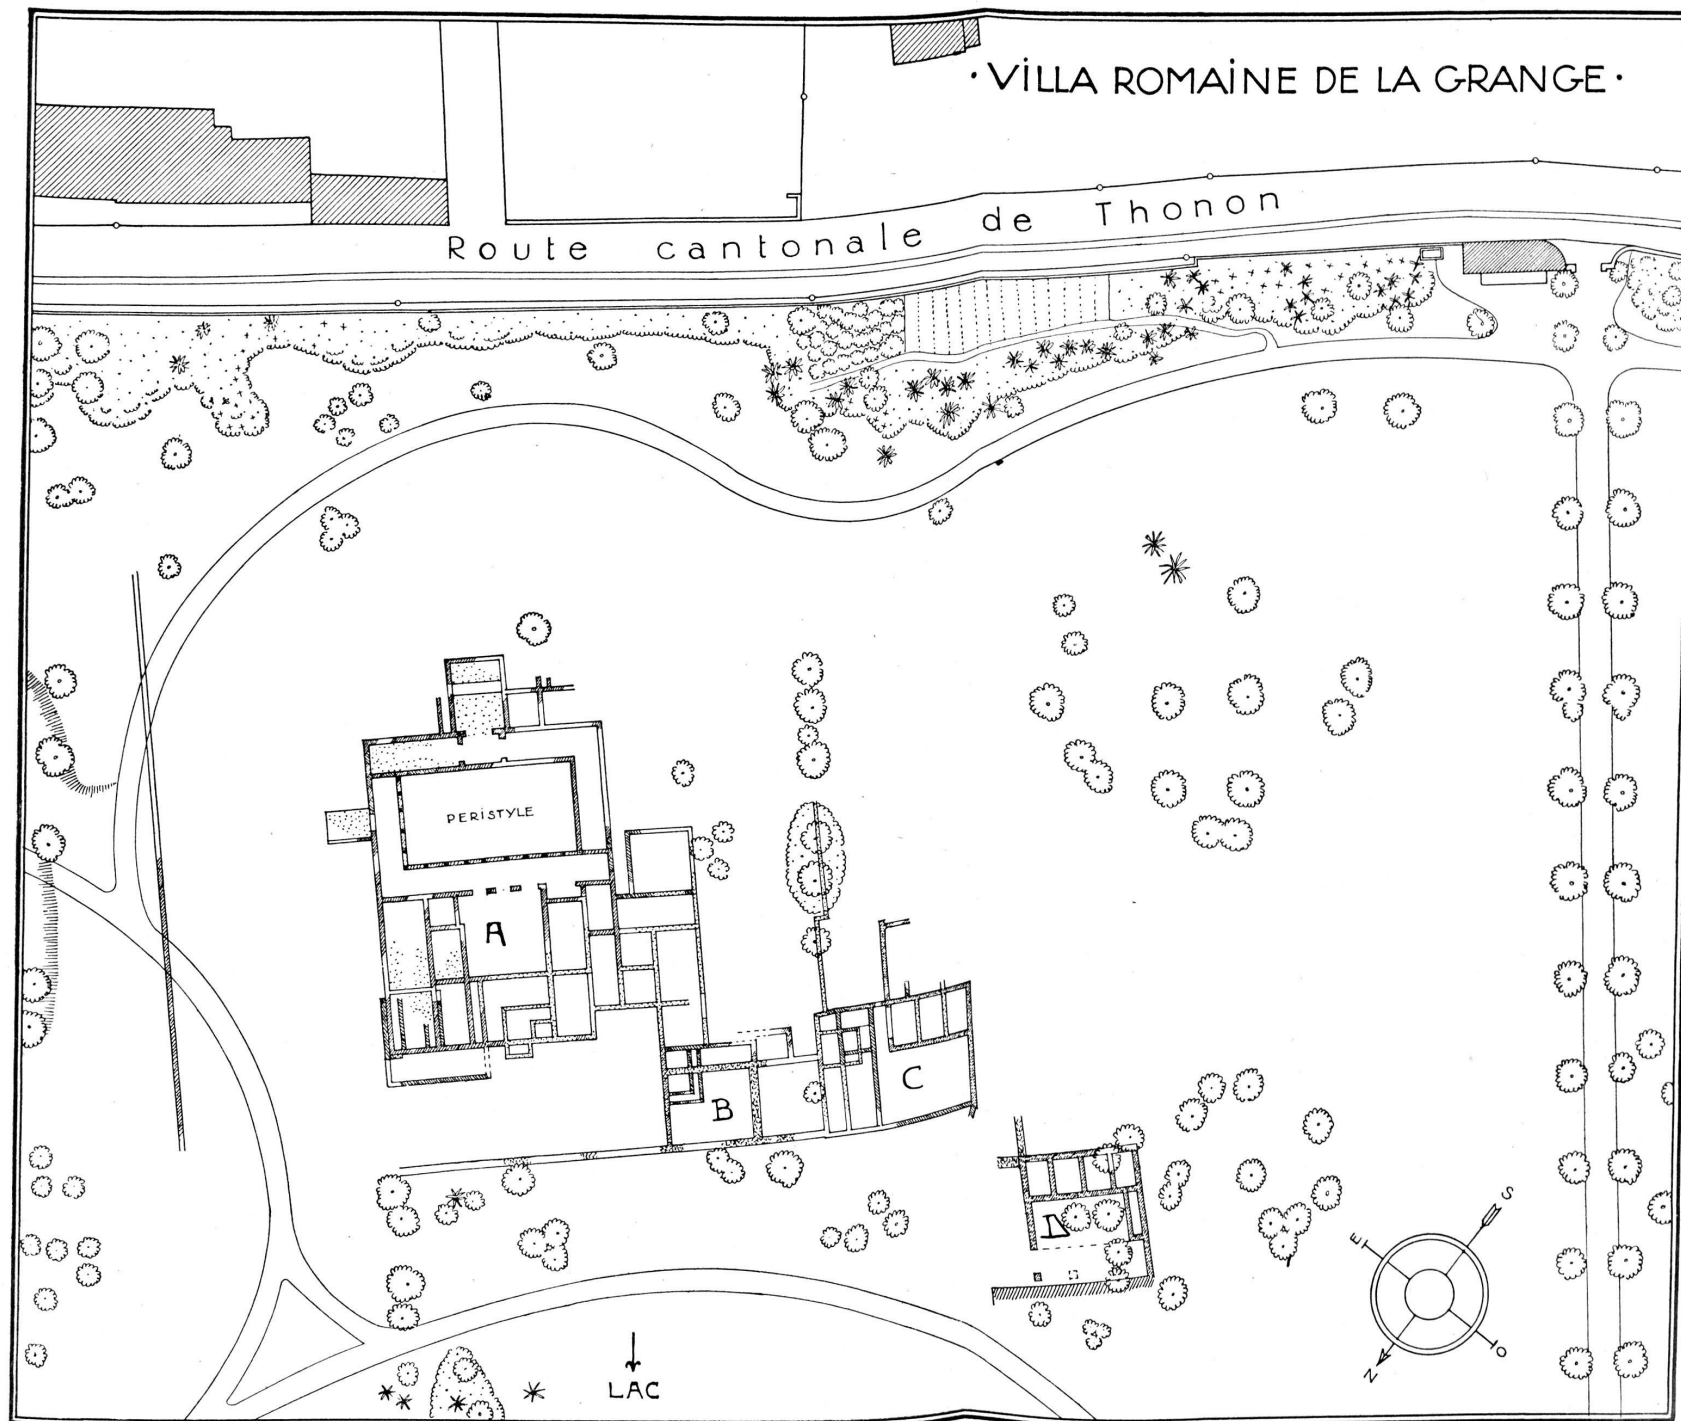 · VILLA ROMAINE DE LA GRANGE ·
Route cantonale de Thonon
PERISTYLE
A
B
C
D
S
E
O
N
LAC